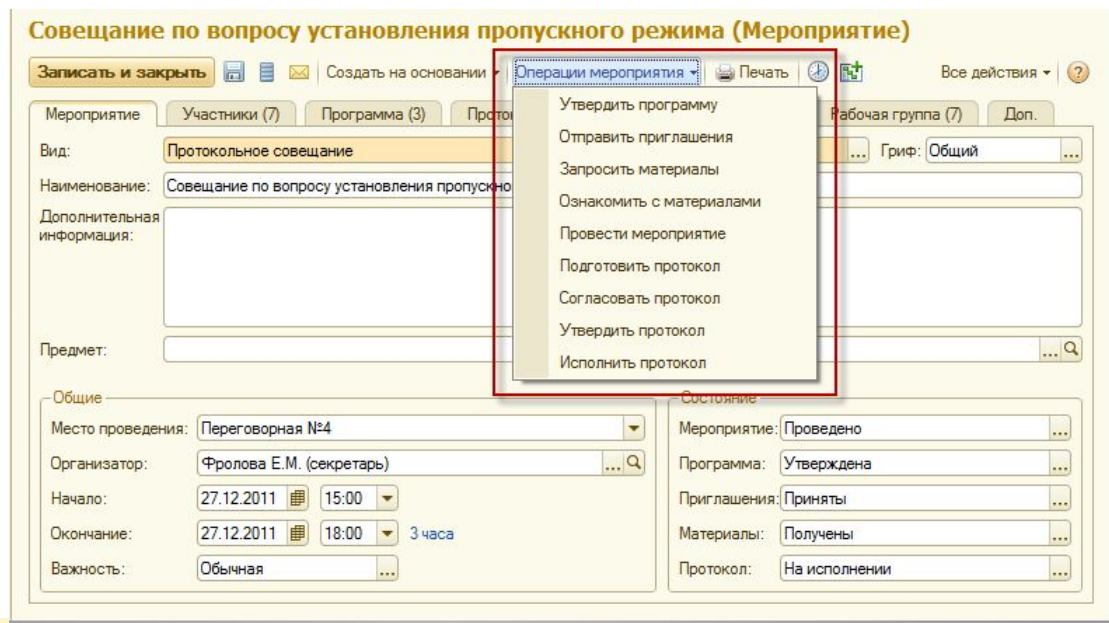 Совещание по вопросу установления пропускного режима (Мероприятие)
Записать и закрыть Создать на основании Операции мероприятия Печать Все действия ?
Мероприятие Участники (7) Программа (3) Рабочая группа (7) Доп.
Утвердить программу
Отправить приглашения
Вид: Протокольное совещание ... Гриф: Общий ...
Запросить материалы
Наименование: Совещание по вопросу установления
Ознакомить с материалами
Дополнительная
информация:
Провести мероприятие
Подготовить протокол
Согласовать протокол
Утвердить протокол
Предмет: ...
Исполнить протокол
Общие
Состояние
Место проведения: Переговорная №4
Мероприятие: Проведено ...
Организатор: Фролова Е.М. (секретарь) ...
Программа: Утверждена ...
Начало: 27.12.2011 15:00
Приглашения: Приняты ...
Окончание: 27.12.2011 18:00 3 часа
Материалы: Получены ...
Важность: Обычная ...
Протокол: На исполнении ...